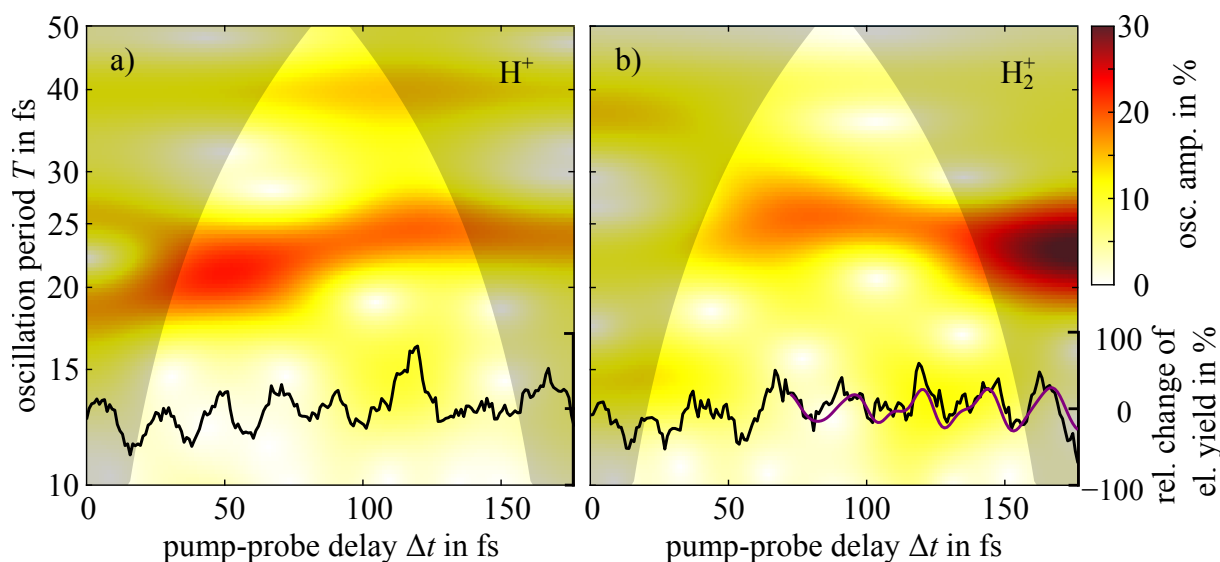 a)
H⁺
b)
H₂⁺
oscillation period T in fs
50
40
30
25
20
15
10
0
50
100
150
pump-probe delay Δt in fs
0
50
100
150
pump-probe delay Δt in fs
30
20
10
0
osc. amp. in %
100
0
−100
rel. change of
el. yield in %